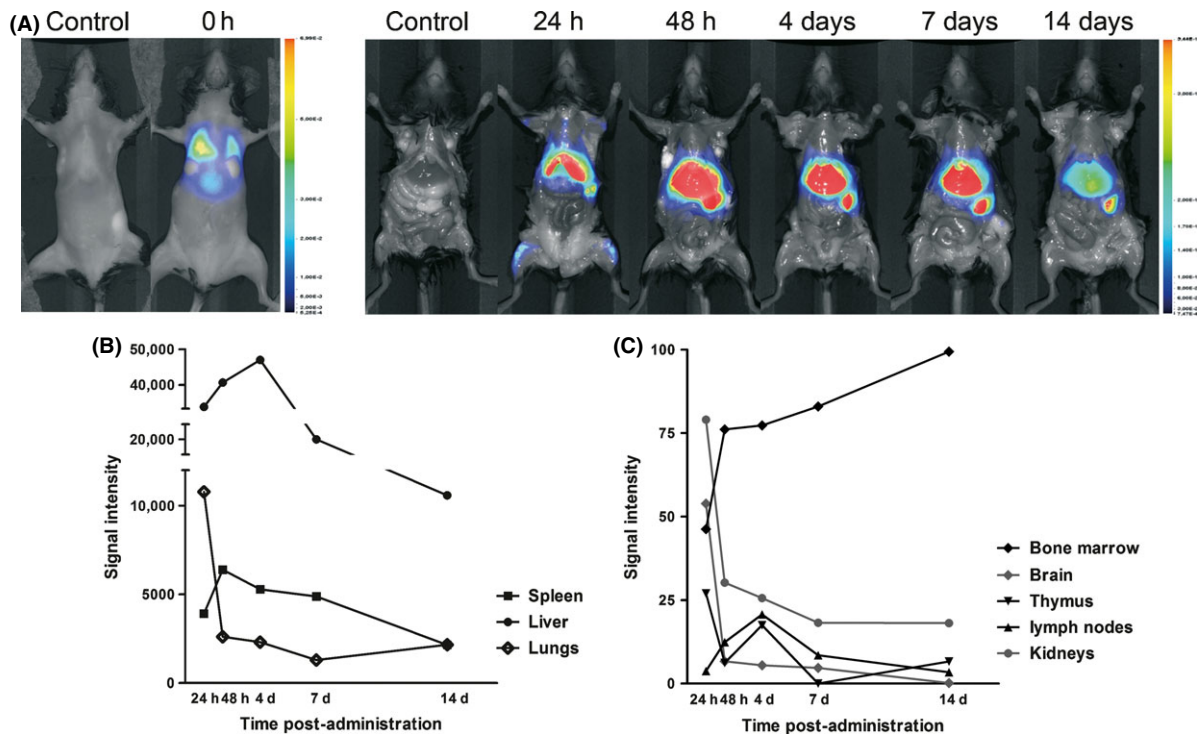 (A)
Control 0 h Control 24 h 48 h 4 days 7 days 14 days
(B)
50,000
40,000
20,000
10,000
5000
0
Signal intensity
Spleen
Liver
Lungs
24 h 48 h 4 d 7 d 14 d
Time post-administration
(C)
100
75
50
25
0
Signal intensity
Bone marrow
Brain
Thymus
lymph nodes
Kidneys
24 h 48 h 4 d 7 d 14 d
Time post-administration